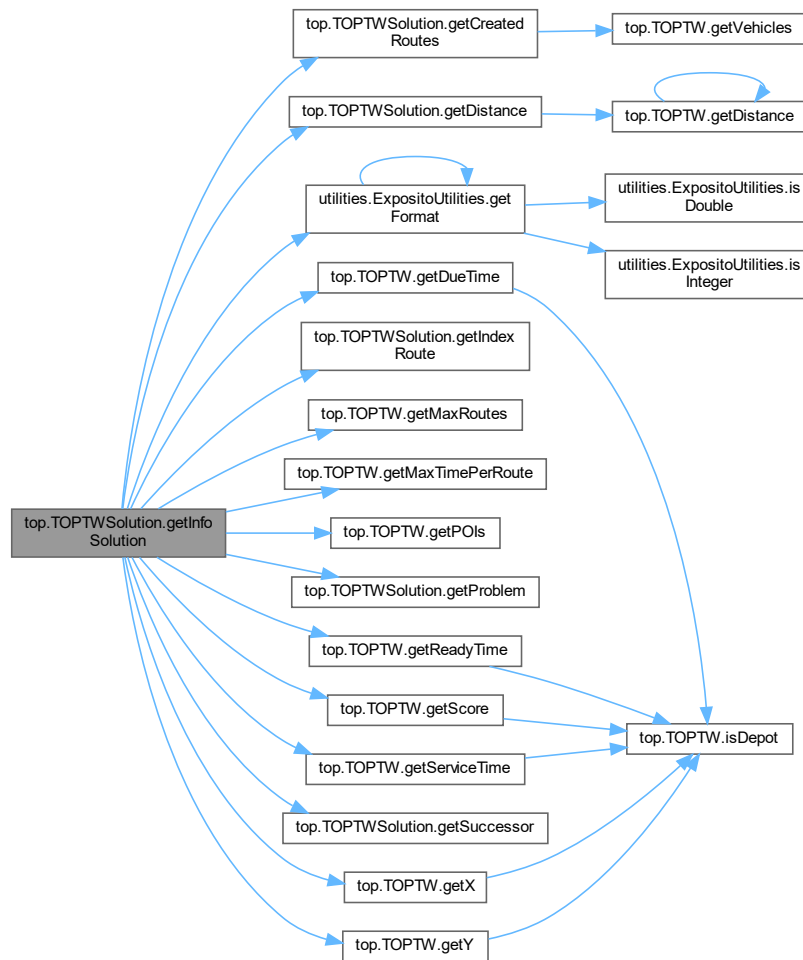 top.TOPTWSolution.getCreated
Routes
top.TOPTW.getVehicles
top.TOPTWSolution.getDistance
top.TOPTW.getDistance
utilities.ExpositoUtilities.get
Format
utilities.ExpositoUtilities.is
Double
utilities.ExpositoUtilities.is
Integer
top.TOPTW.getDueTime
top.TOPTWSolution.getIndex
Route
top.TOPTW.getMaxRoutes
top.TOPTW.getMaxTimePerRoute
top.TOPTWSolution.getInfo
Solution
top.TOPTW.getPOIs
top.TOPTWSolution.getProblem
top.TOPTW.getReadyTime
top.TOPTW.getScore
top.TOPTW.isDepot
top.TOPTW.getServiceTime
top.TOPTWSolution.getSuccessor
top.TOPTW.getX
top.TOPTW.getY